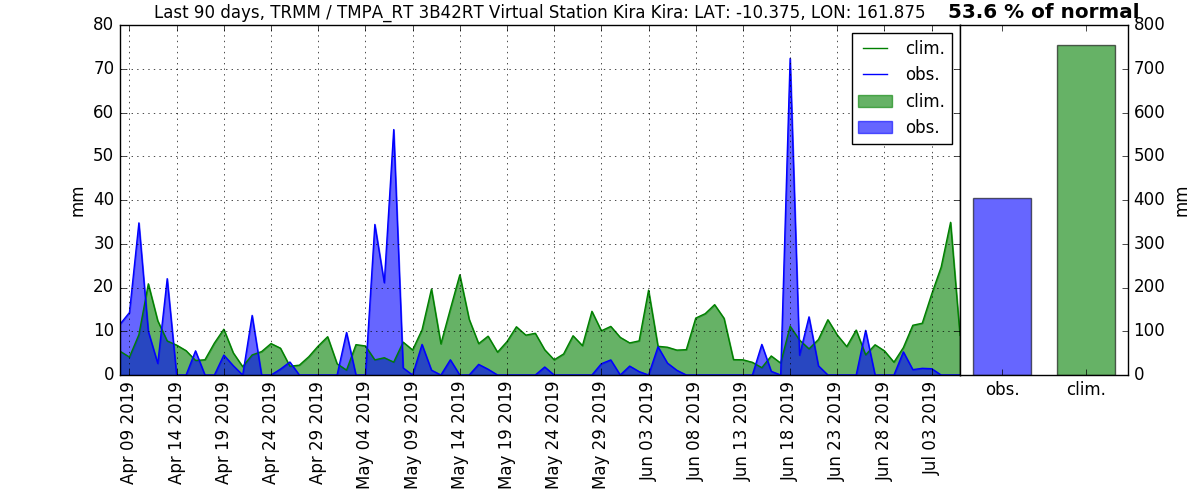 Last 90 days, TRMM / TMPA_RT 3B42RT Virtual Station Kira Kira: LAT: -10.375, LON: 161.875
53.6 % of normal
80
70
60
50
40
30
20
10
0
mm
clim.
obs.
clim.
obs.
800
700
600
500
400
300
200
100
0
mm
Apr 09 2019
Apr 14 2019
Apr 19 2019
Apr 24 2019
Apr 29 2019
May 04 2019
May 09 2019
May 14 2019
May 19 2019
May 24 2019
May 29 2019
Jun 03 2019
Jun 08 2019
Jun 13 2019
Jun 18 2019
Jun 23 2019
Jun 28 2019
Jul 03 2019
obs.
clim.